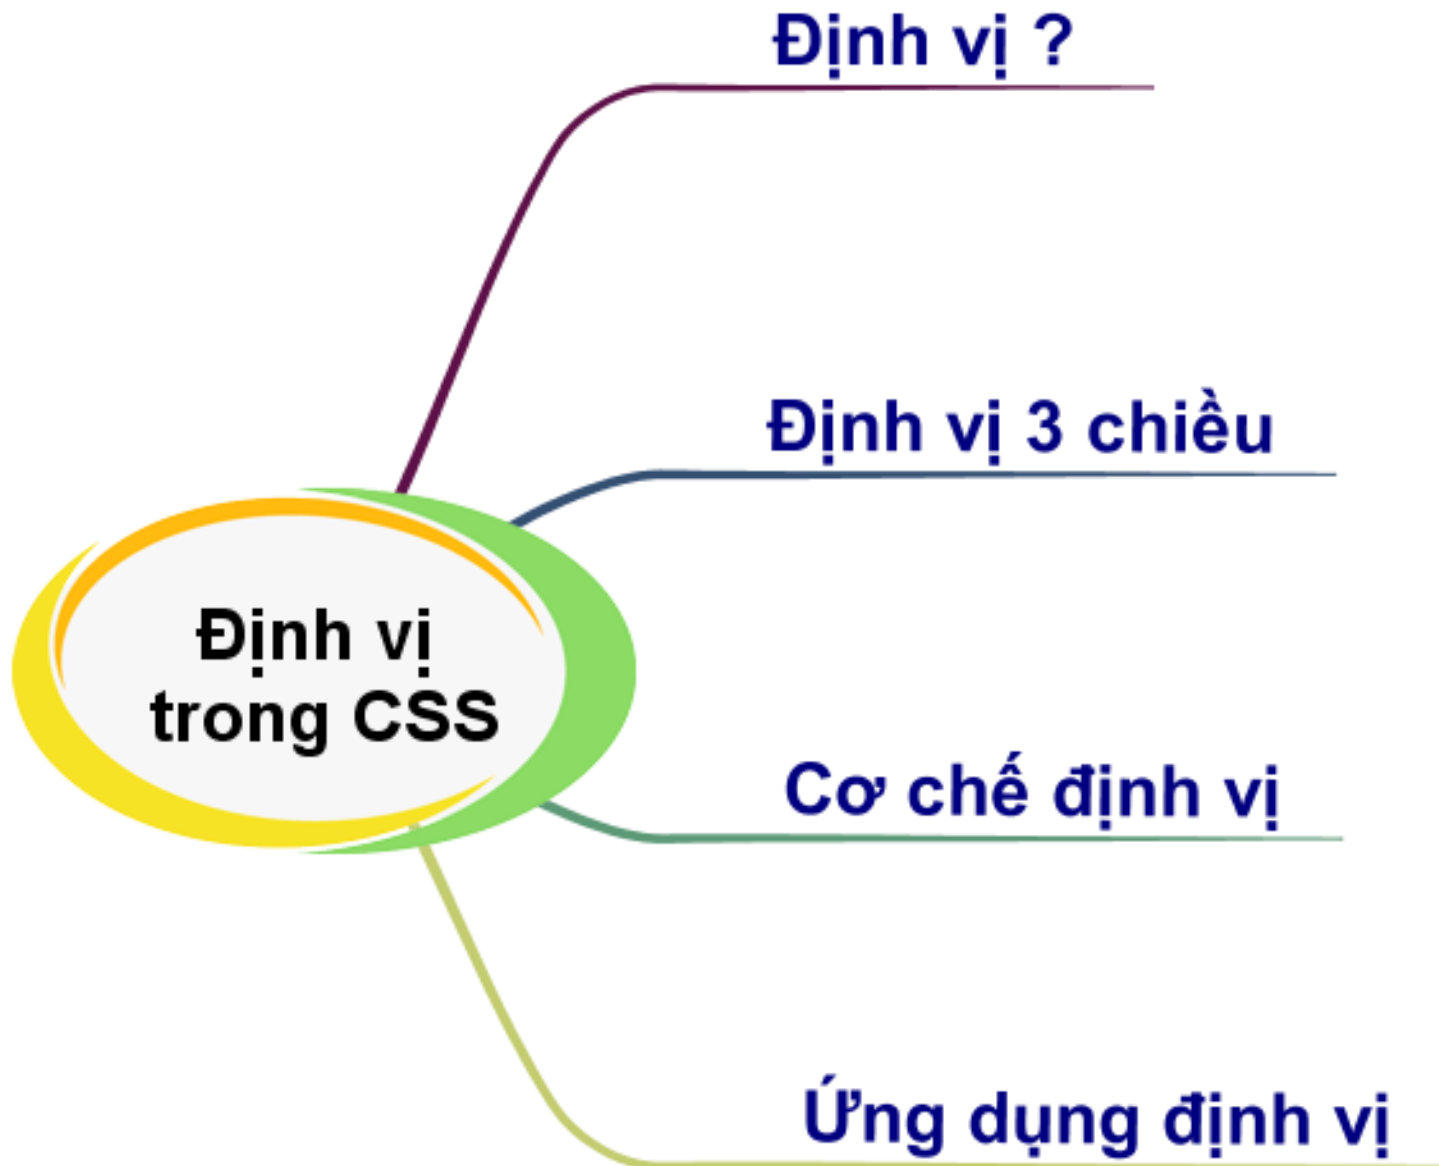 Định vị ?
Định vị 3 chiều
Định vị
trong CSS
Cơ chế định vị
Ứng dụng định vị